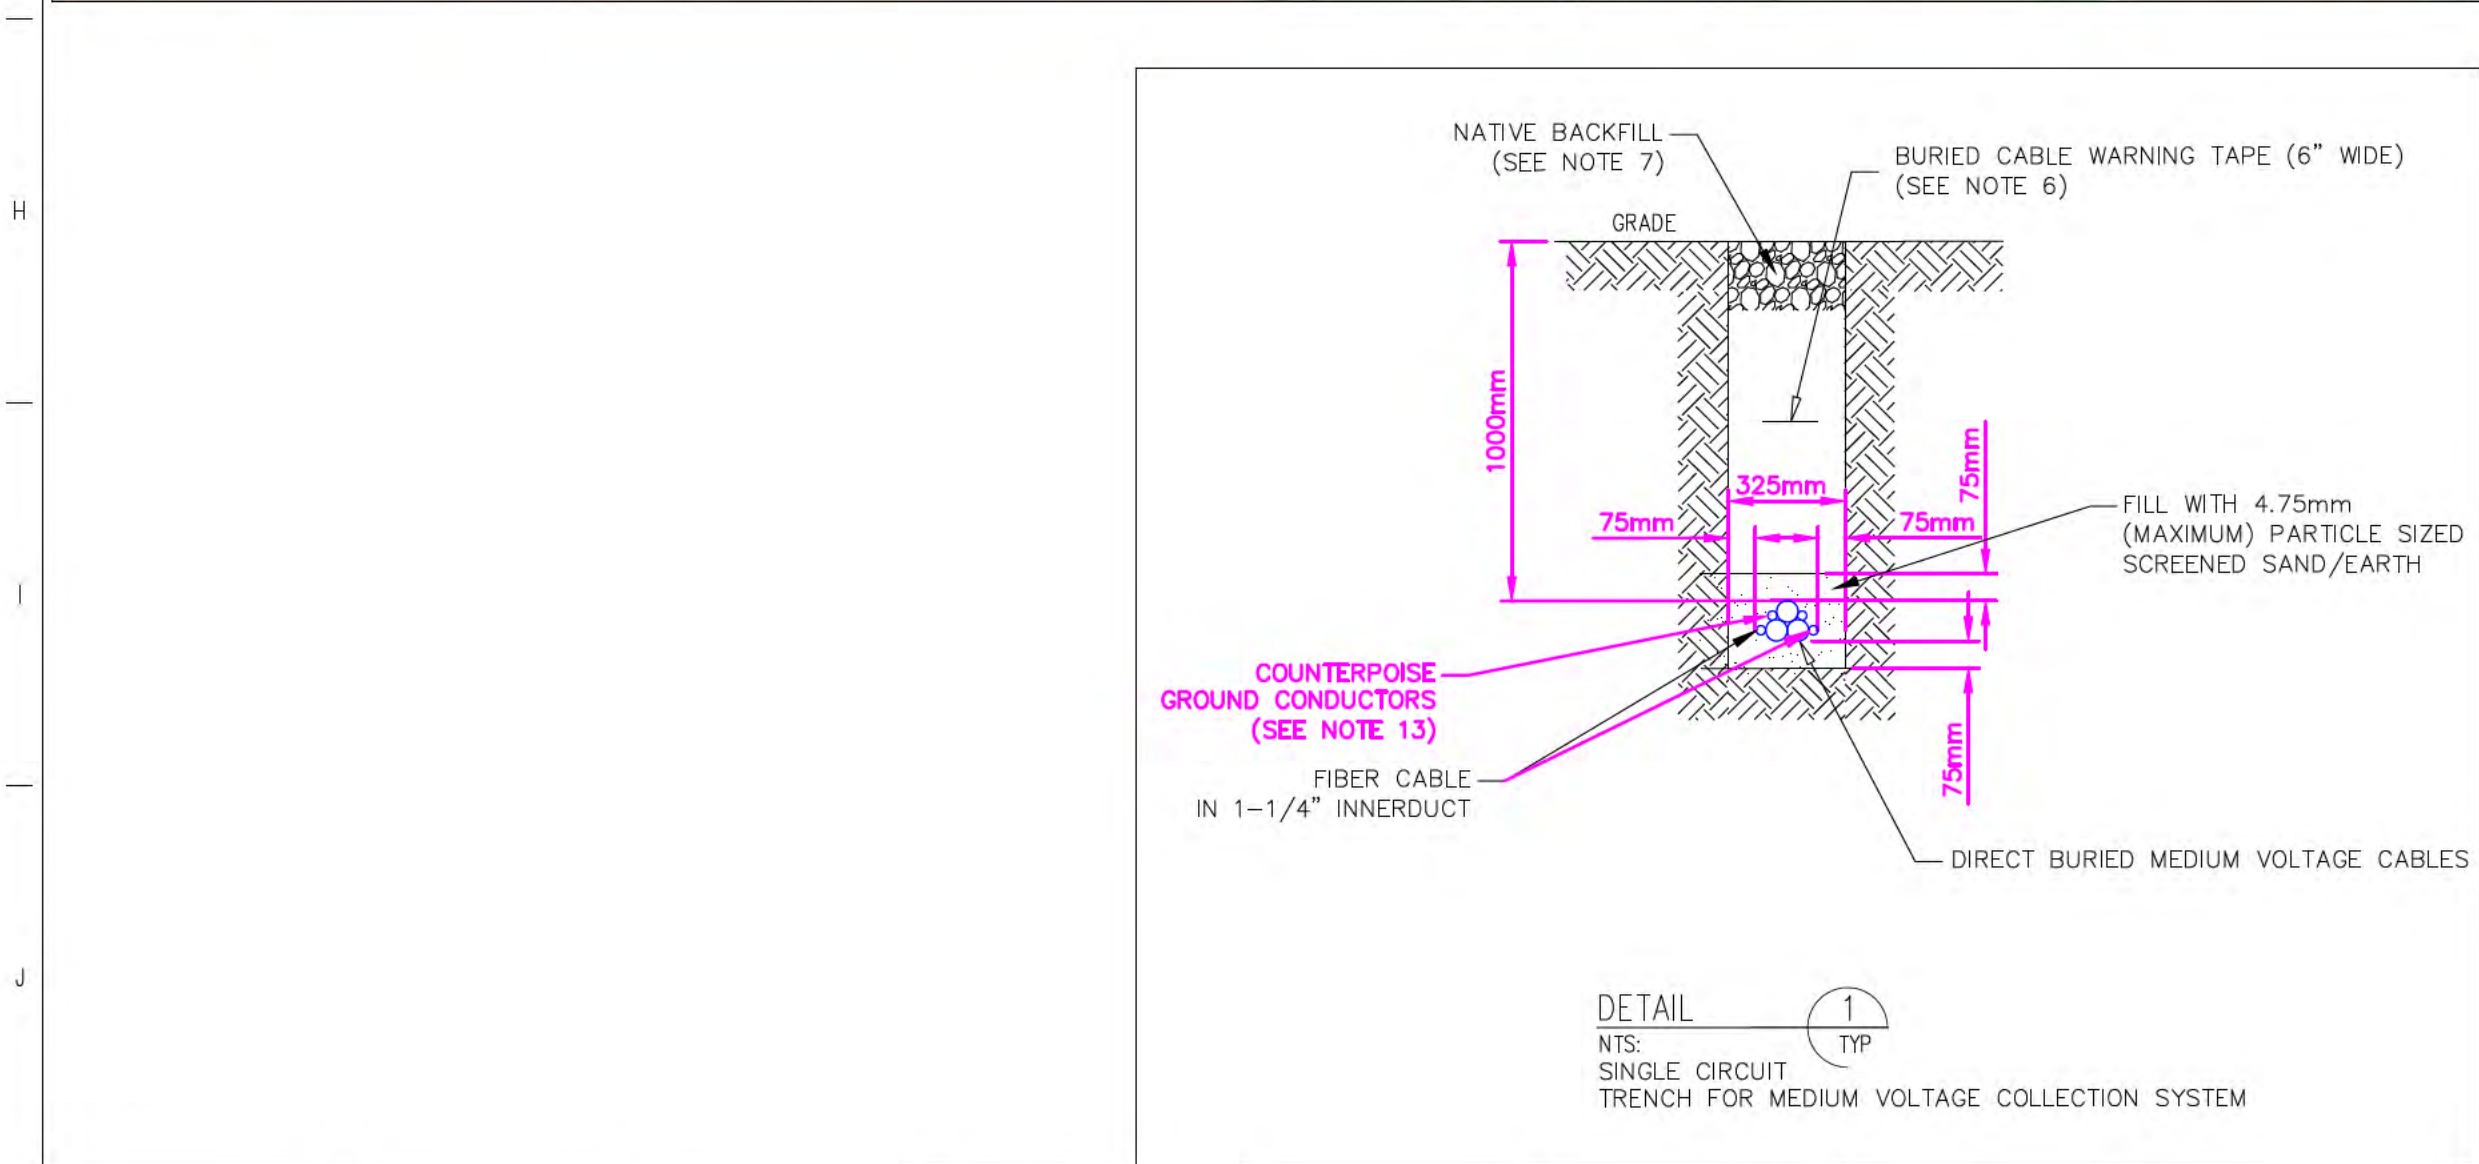 H
I
J
NATIVE BACKFILL
(SEE NOTE 7)
BURIED CABLE WARNING TAPE (6" WIDE)
(SEE NOTE 6)
GRADE
1000mm
325mm
75mm
75mm
75mm
FILL WITH 4.75mm
(MAXIMUM) PARTICLE SIZED
SCREENED SAND/EARTH
COUNTERPOISE
GROUND CONDUCTORS
(SEE NOTE 13)
75mm
FIBER CABLE
IN 1-1/4" INNERDUCT
DIRECT BURIED MEDIUM VOLTAGE CABLES
DETAIL 1
NTS: TYP
SINGLE CIRCUIT
TRENCH FOR MEDIUM VOLTAGE COLLECTION SYSTEM